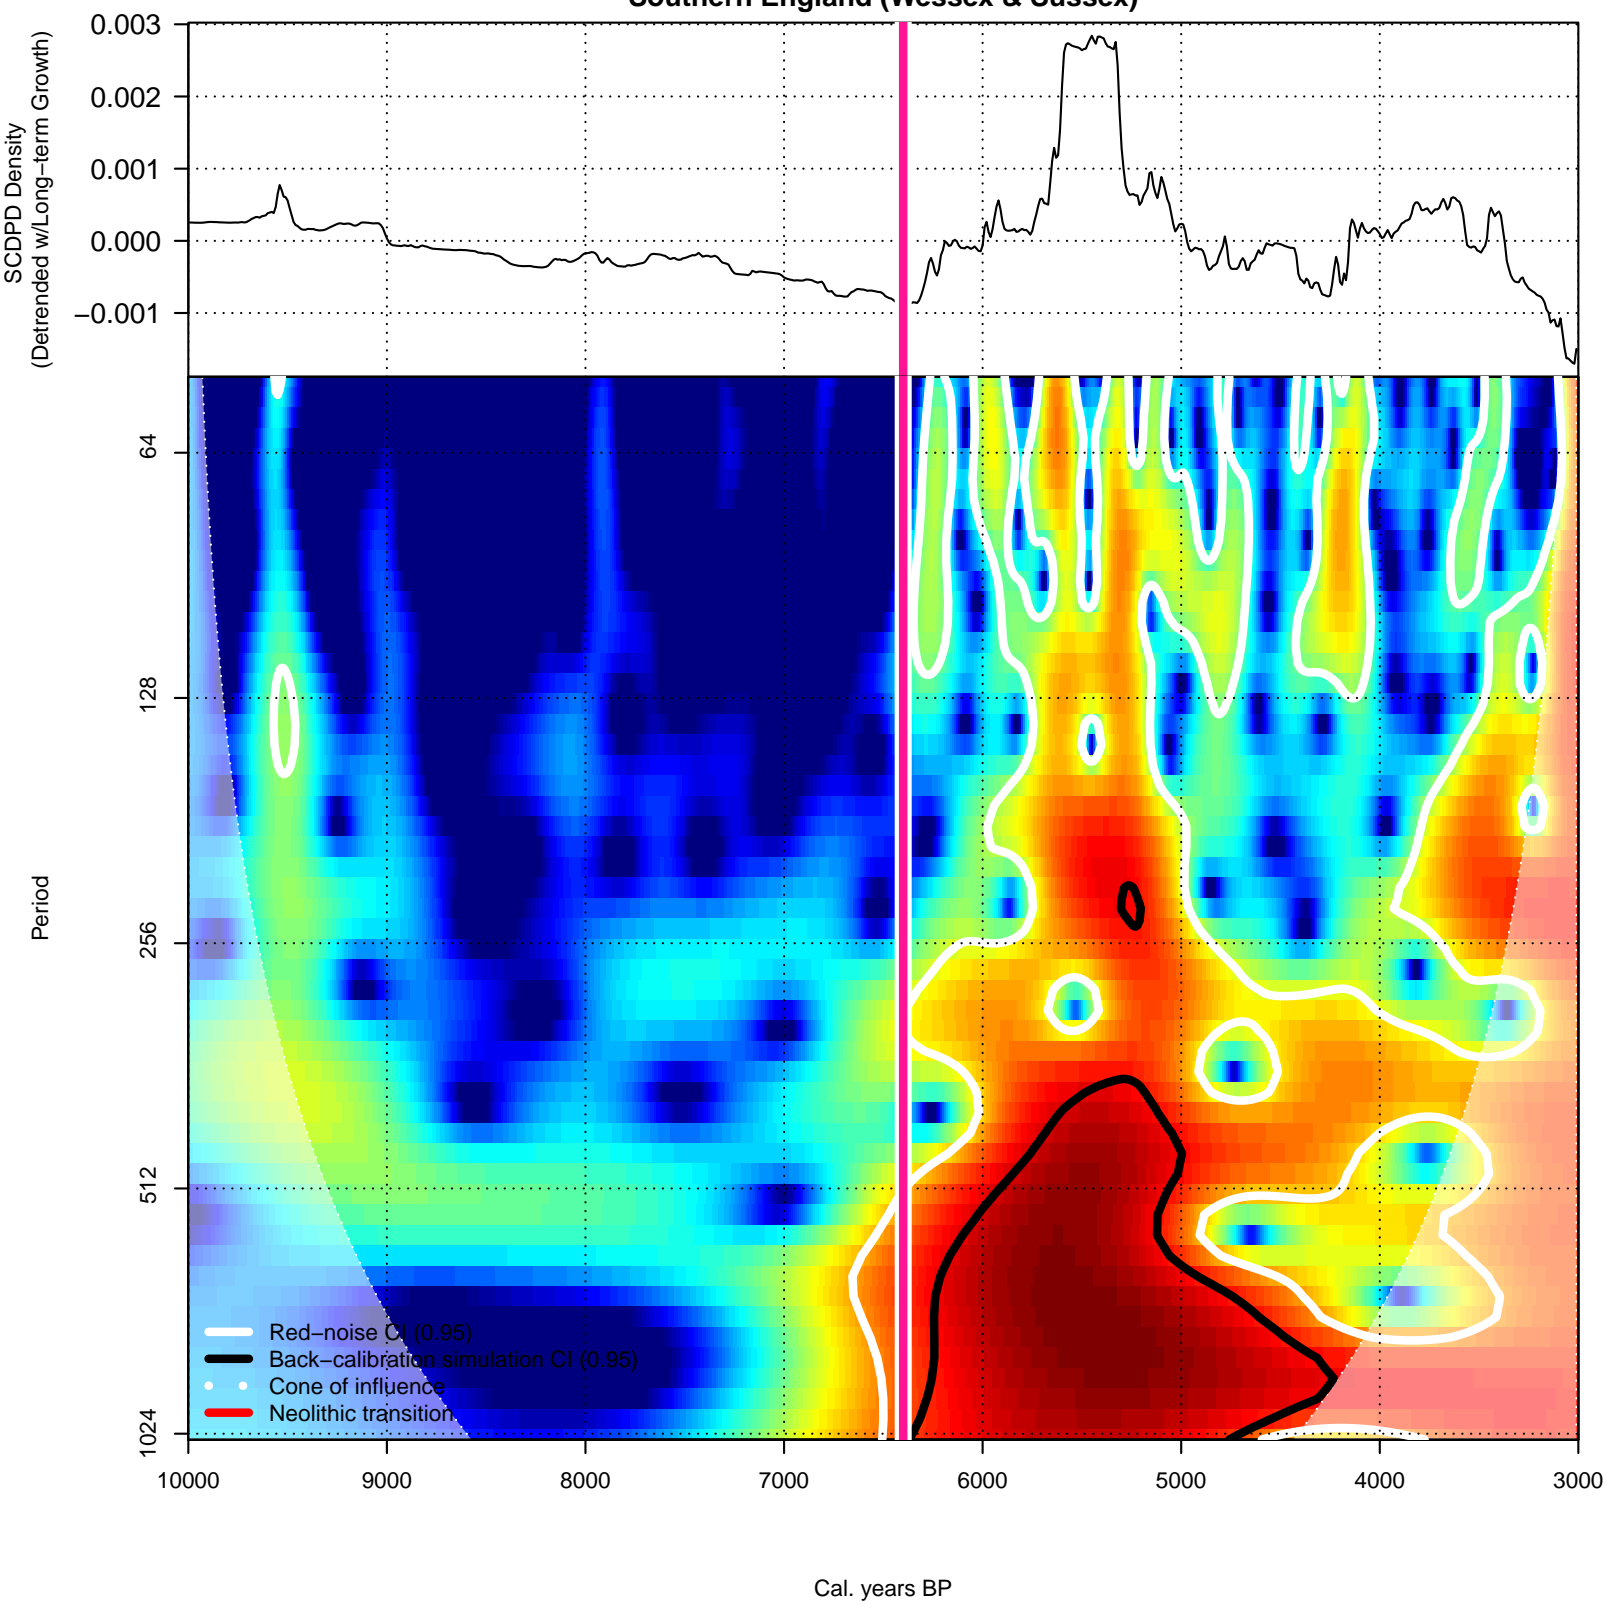 Southern England (Wessex & Sussex)
SCDPD Density
(Detrended w/Long−term Growth)
0.003
0.002
0.001
0.000
−0.001
Period
64
128
256
512
1024
Red−noise CI (0.95)
Back−calibration simulation CI (0.95)
Cone of influence
Neolithic transition
10000 9000 8000 7000 6000 5000 4000 3000
Cal. years BP